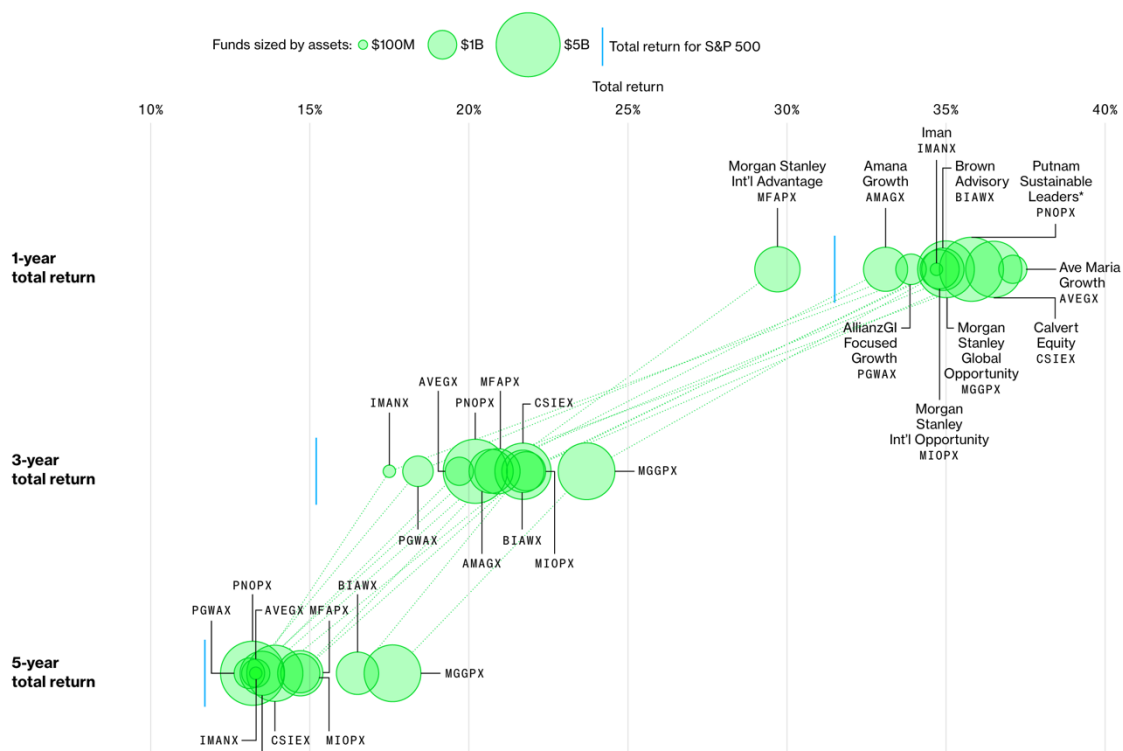 Funds sized by assets: $100M $1B $5B Total return for S&P 500
Total return
10% 15% 20% 25% 30% 35% 40%
1-year
total return
Morgan Stanley
Int'l Advantage
MFAPX
Amana
Growth
AMAGX
Iman
IMANX
Brown
Advisory
BIAWX
Putnam
Sustainable
Leaders*
PNOPX
Ave Maria
Growth
AVEGX
AllianzGI
Focused
Growth
PGWAX
Morgan
Stanley
Int'l Opportunity
MIOPX
Morgan
Stanley
Global
Opportunity
MGGPX
Calvert
Equity
CSIEX
3-year
total return
IMANX
AVEGX
PNOPX
MFAPX
CSIEX
MGGPX
PGWAX
AMAGX
BIAWX
MIOPX
5-year
total return
PGWAX
PNOPX
AVEGX
MFAPX
BIAWX
MGGPX
IMANX
CSIEX
MIOPX